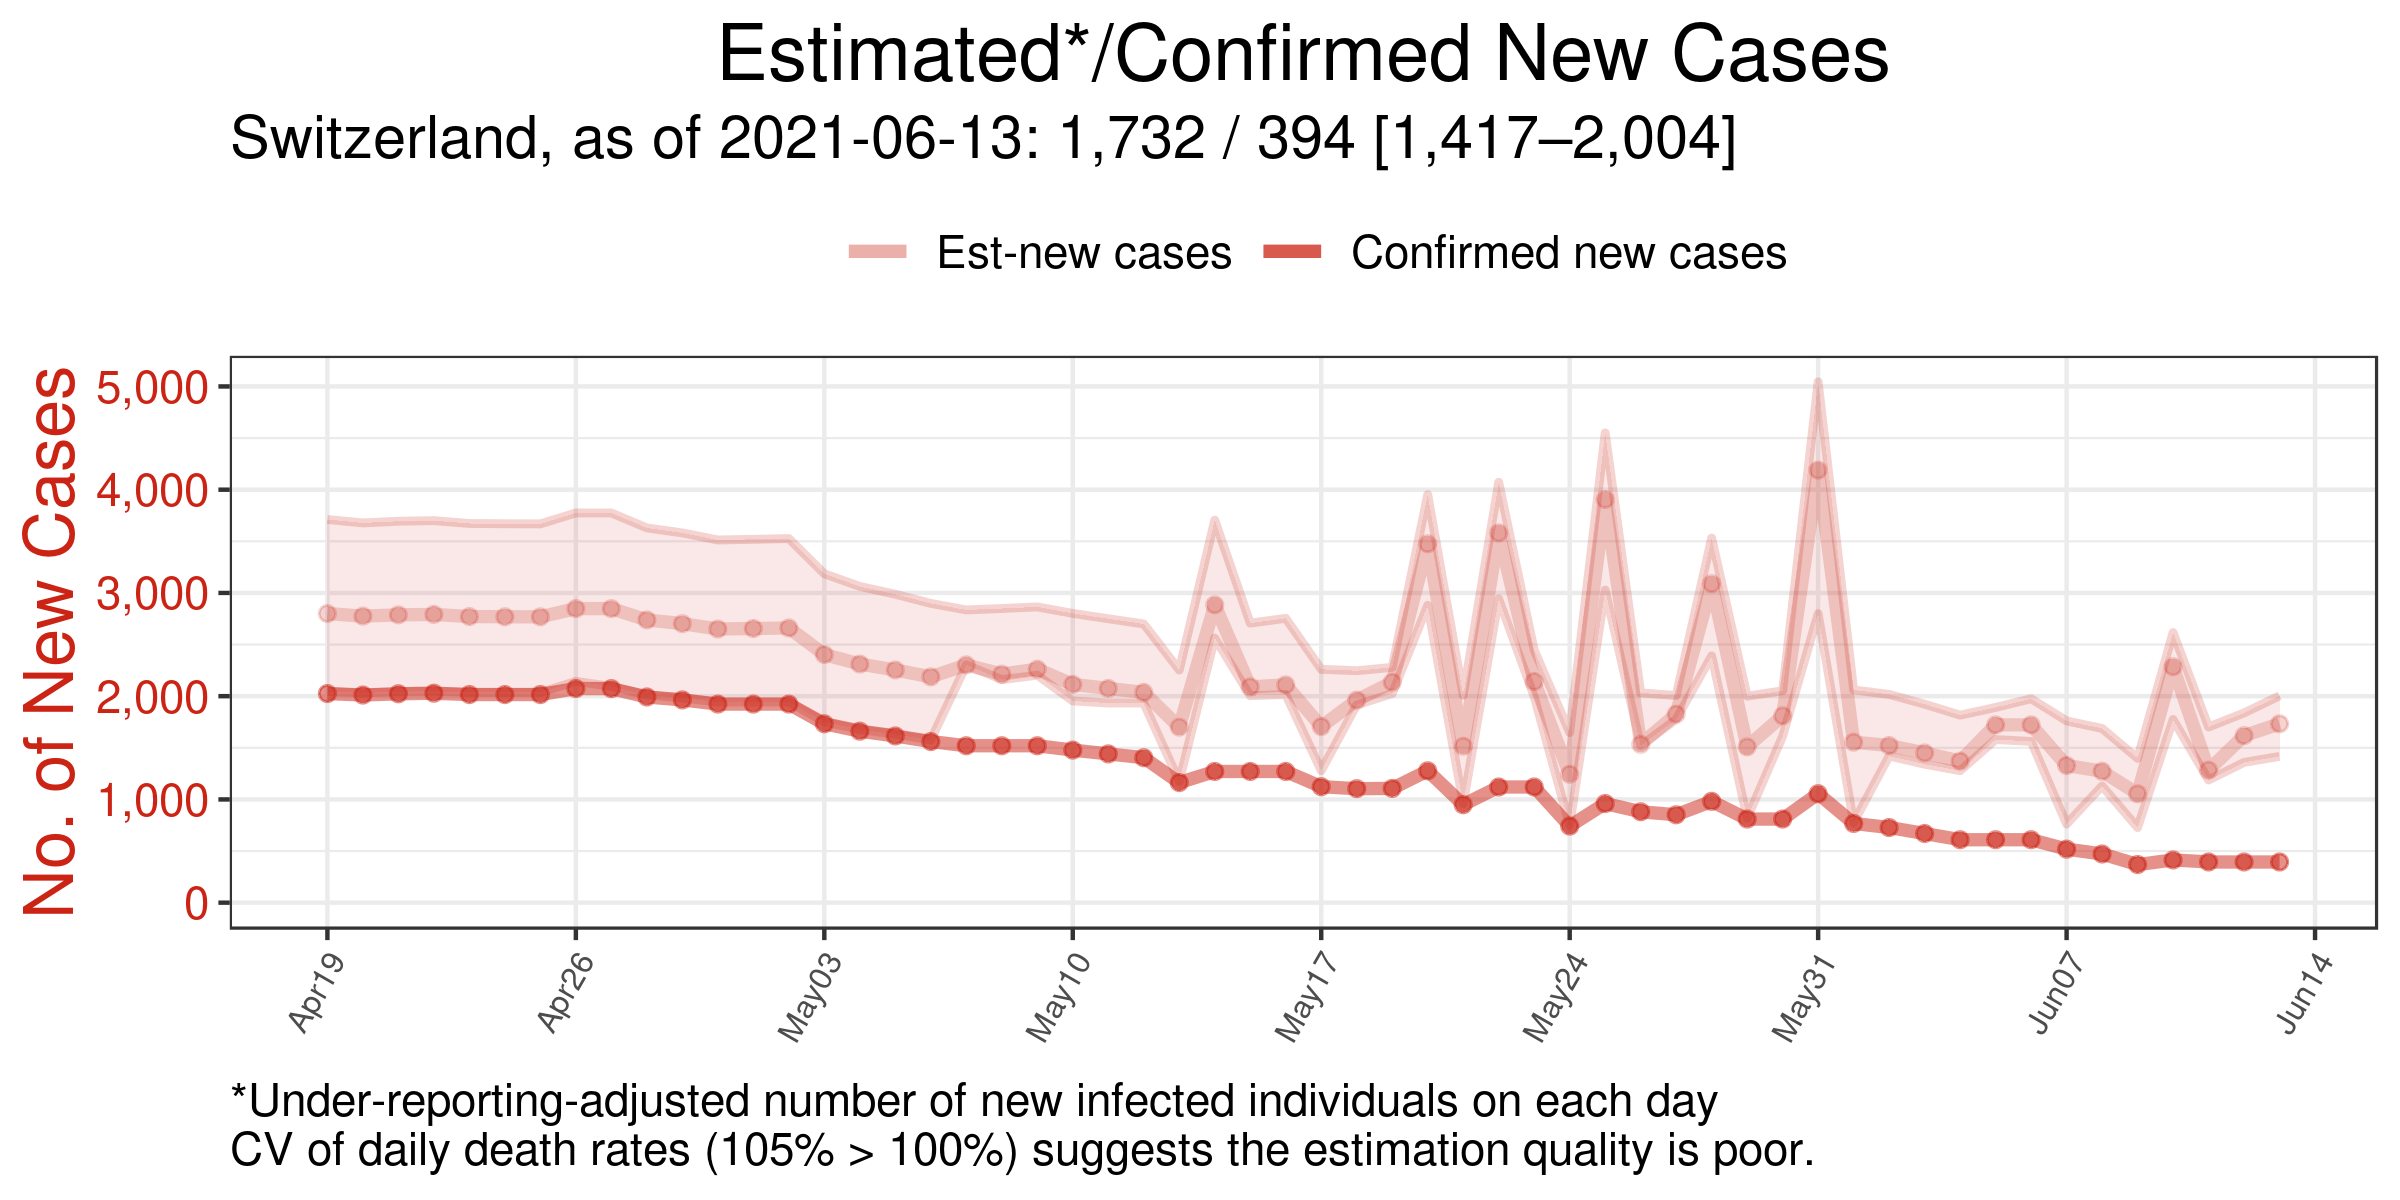 Estimated*/Confirmed New Cases
Switzerland, as of 2021-06-13: 1,732 / 394 [1,417–2,004]
Est-new cases
Confirmed new cases
No. of New Cases
5,000
4,000
3,000
2,000
1,000
0
Apr19
Apr26
May03
May10
May17
May24
May31
Jun07
Jun14
*Under-reporting-adjusted number of new infected individuals on each day
CV of daily death rates (105% > 100%) suggests the estimation quality is poor.